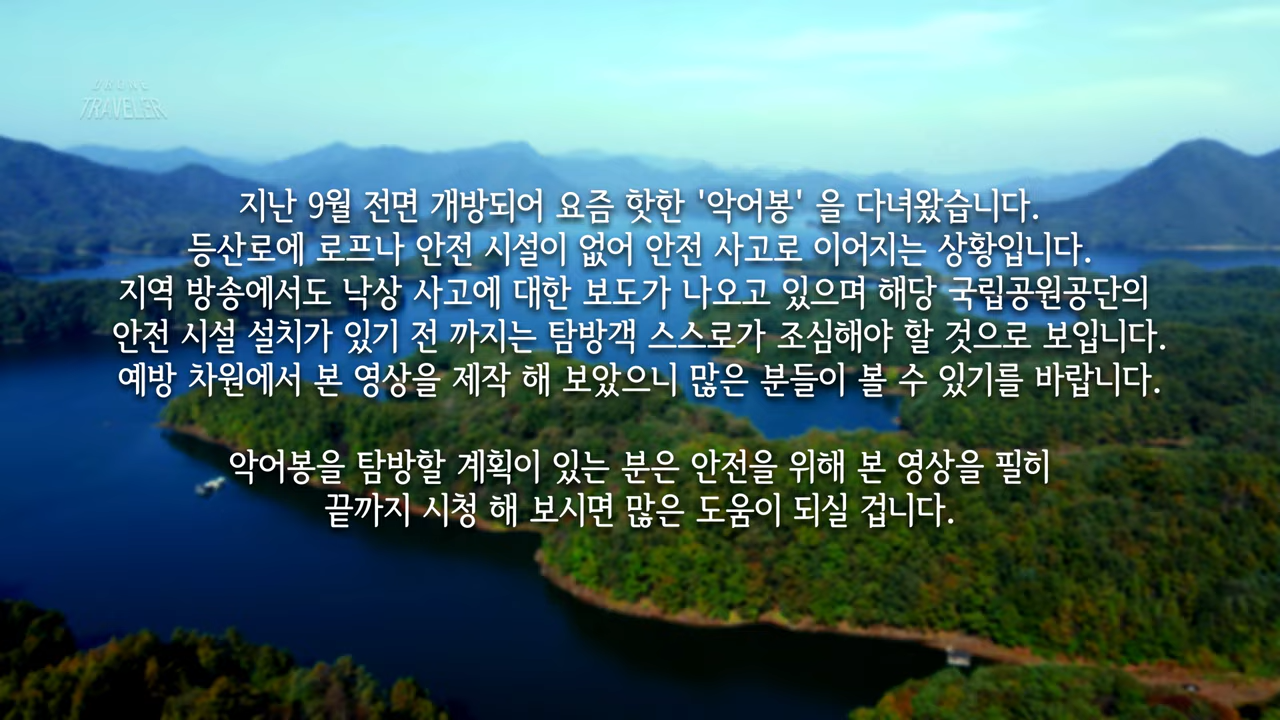 DRONE
TRAVELER
지난 9월 전면 개방되어 요즘 핫한 '악어봉' 을 다녀왔습니다.
등산로에 로프나 안전 시설이 없어 안전 사고로 이어지는 상황입니다.
지역 방송에서도 낙상 사고에 대한 보도가 나오고 있으며 해당 국립공원공단의
안전 시설 설치가 있기 전 까지는 탐방객 스스로가 조심해야 할 것으로 보입니다.
예방 차원에서 본 영상을 제작 해 보았으니 많은 분들이 볼 수 있기를 바랍니다.
악어봉을 탐방할 계획이 있는 분은 안전을 위해 본 영상을 필히
끝까지 시청 해 보시면 많은 도움이 되실 겁니다.